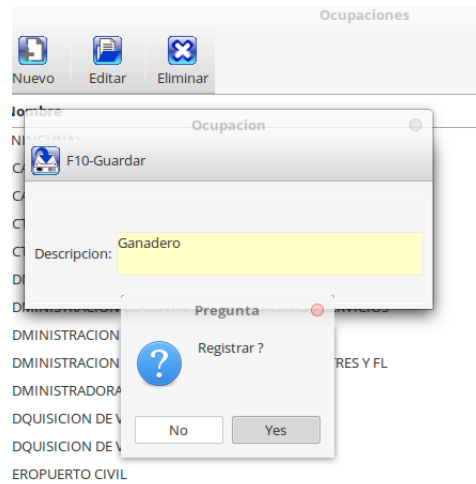 Ocupaciones
Nuevo Editar Eliminar
Nombre
Ocupacion
F10-Guardar
Descripcion: Ganadero
Pregunta
Registrar ?
No Yes
DMINISTRACION
DMINISTRACION TRES Y FL
DMINISTRADORA
DQUISICION DE V
DQUISICION DE V
EROPUERTO CIVIL